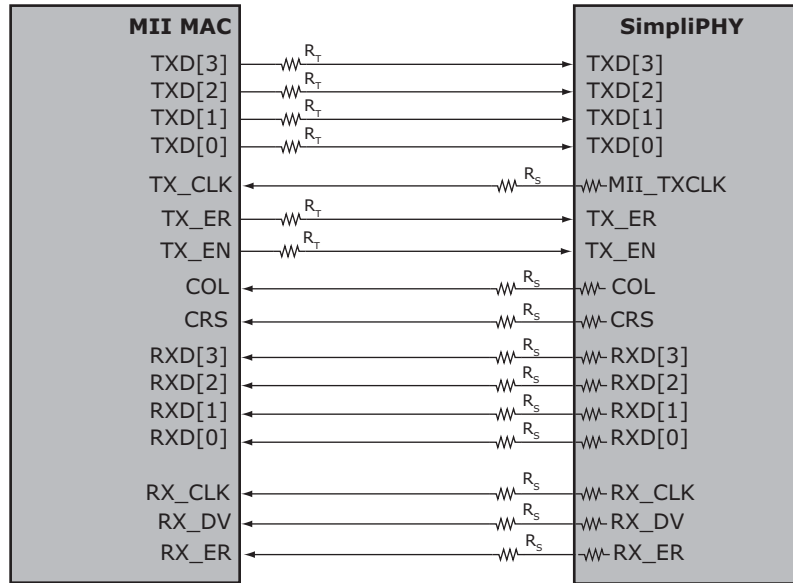 MII MAC SimpliPHY
TXD[3] R_T TXD[3]
TXD[2] R_T TXD[2]
TXD[1] R_T TXD[1]
TXD[0] R_T TXD[0]
TX_CLK R_S MII_TXCLK
TX_ER R_T TX_ER
TX_EN R_T TX_EN
COL R_S COL
CRS R_S CRS
RXD[3] R_S RXD[3]
RXD[2] R_S RXD[2]
RXD[1] R_S RXD[1]
RXD[0] R_S RXD[0]
RX_CLK R_S RX_CLK
RX_DV R_S RX_DV
RX_ER R_S RX_ER